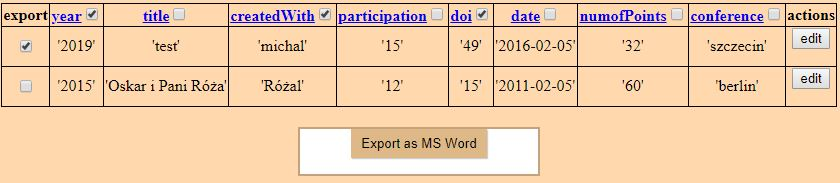 export year title createdWith participation doi date numofPoints conference actions
'2019' 'test' 'michal' '15' '49' '2016-02-05' '32' 'szczecin' edit
'2015' 'Oskar i Pani Róża' 'Różal' '12' '15' '2011-02-05' '60' 'berlin' edit
Export as MS Word